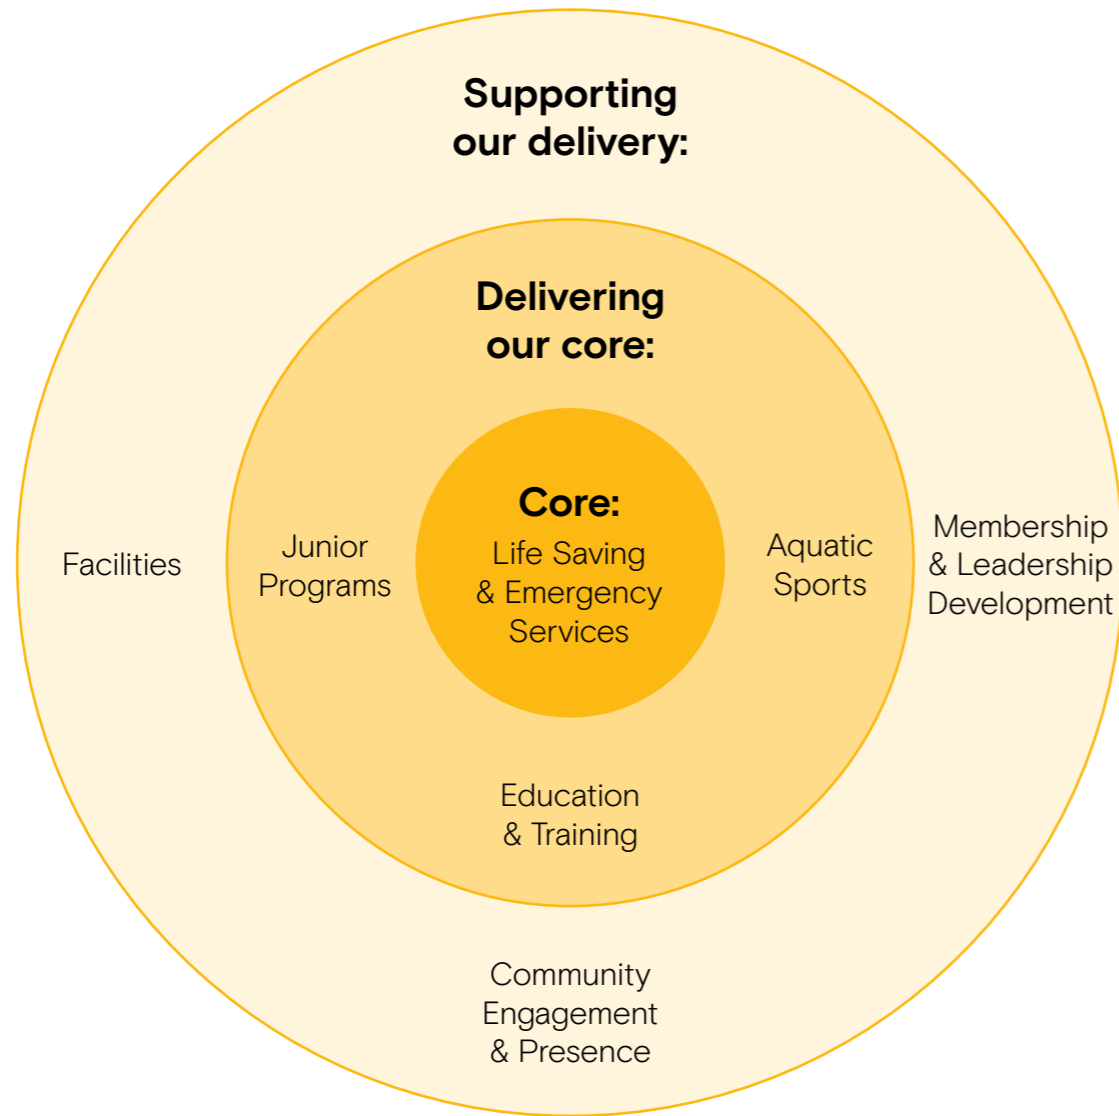 Supporting
our delivery:
Delivering
our core:
Core:
Life Saving
& Emergency
Services
Facilities
Junior
Programs
Aquatic
Sports
Membership
& Leadership
Development
Education
& Training
Community
Engagement
& Presence